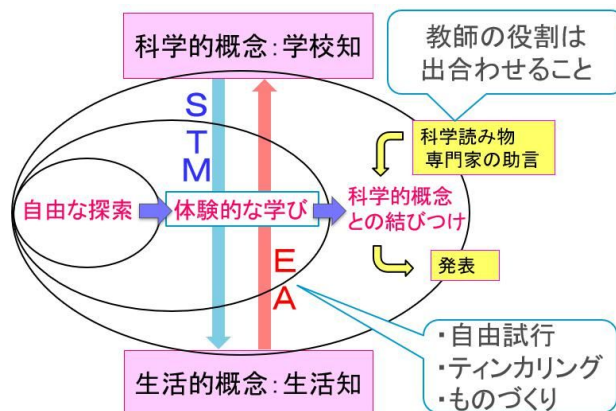 科学的概念：学校知
教師の役割は
出合わせること
S
T
M
科学読み物
専門家の助言
自由な探索
体験的な学び
科学的概念
との結びつけ
E
A
発表
・自由試行
・ティンカリング
・ものづくり
生活的概念：生活知